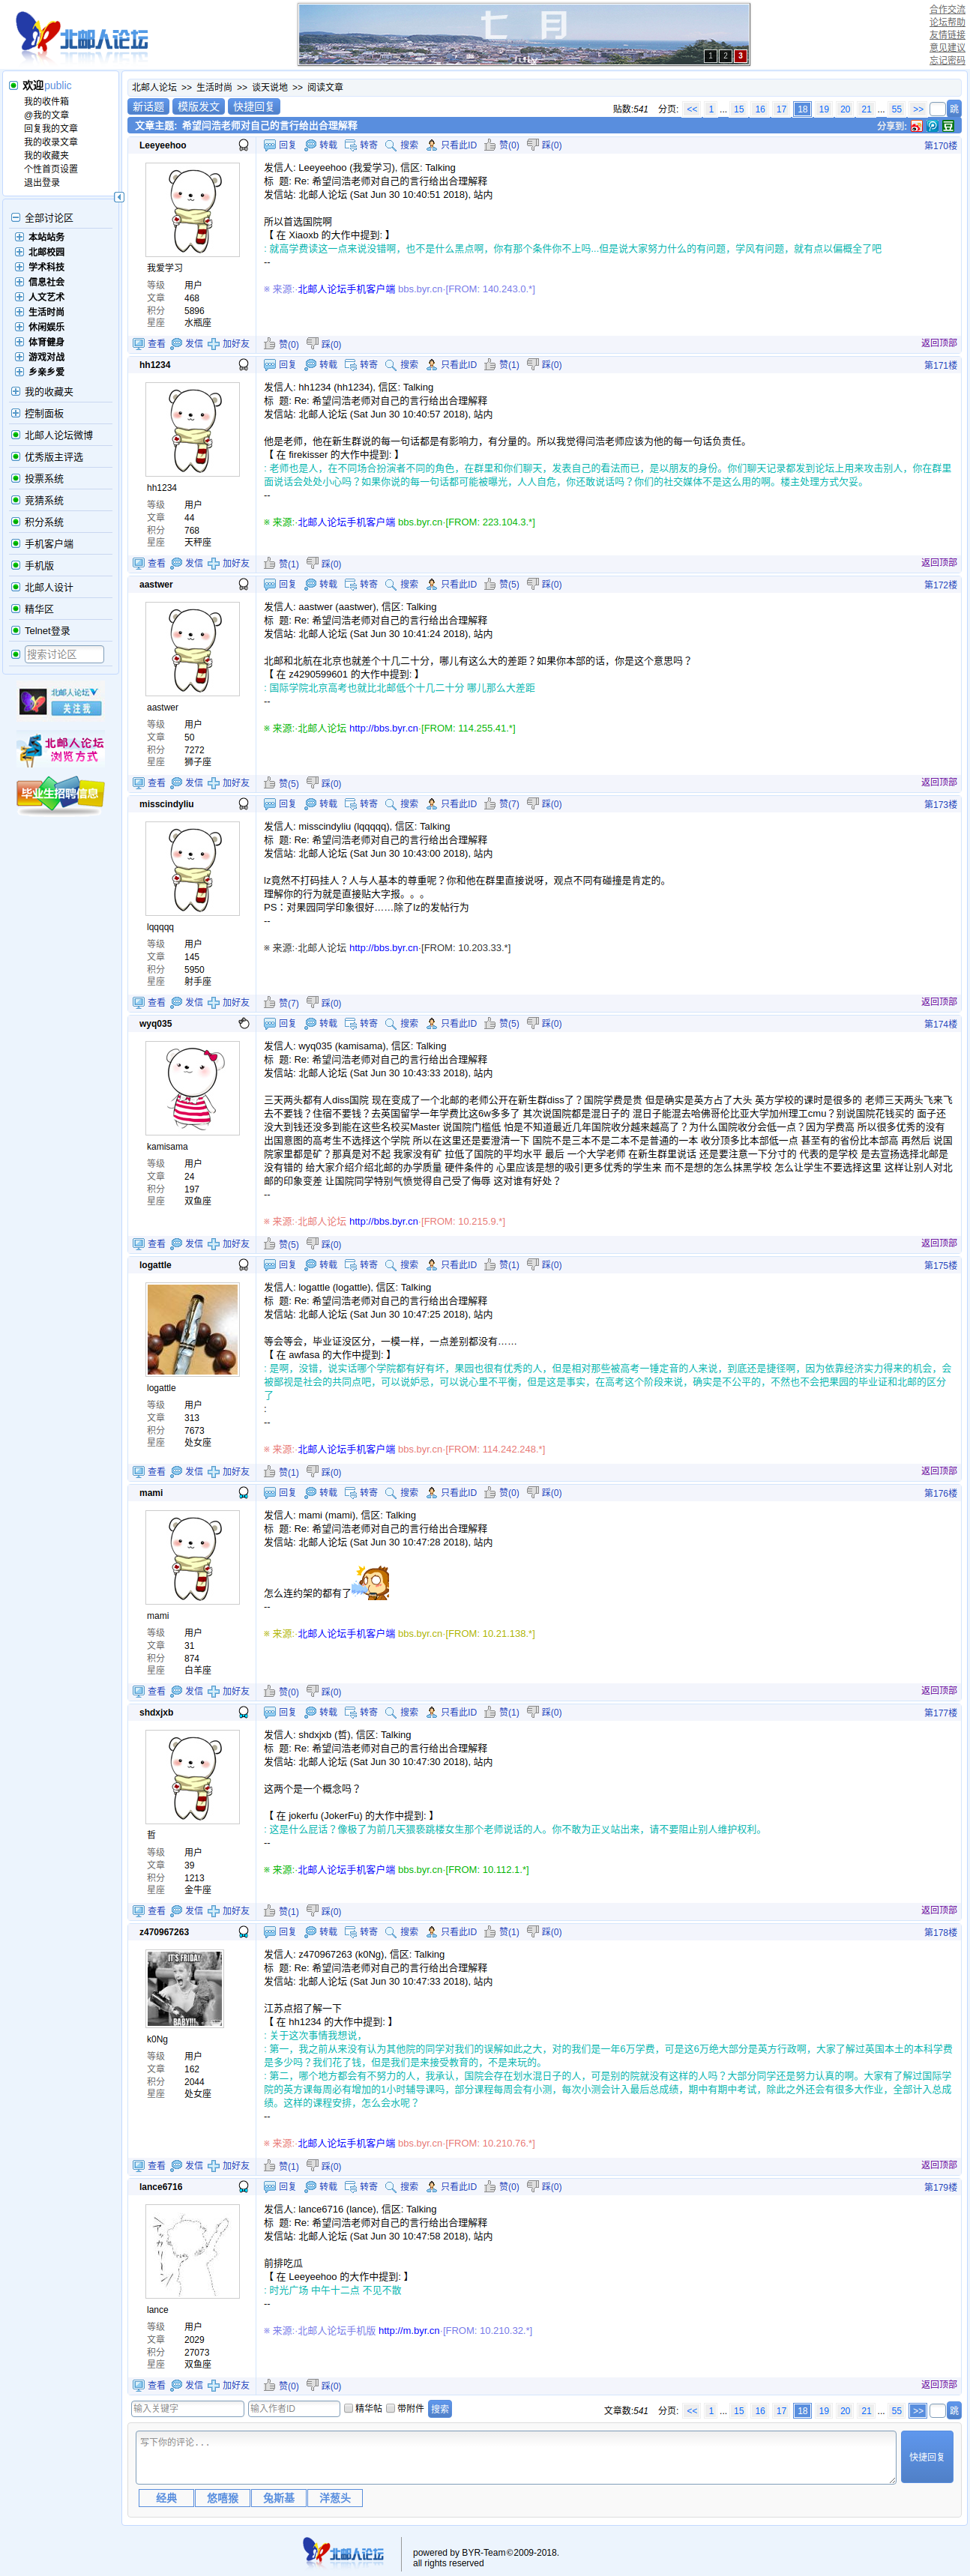 北邮人论坛
七 月
1 2 3
合作交流
论坛帮助
友情链接
意见建议
忘记密码
欢迎public
我的收件箱
@我的文章
回复我的文章
我的收录文章
我的收藏夹
个性首页设置
退出登录
全部讨论区
本站站务
北邮校园
学术科技
信息社会
人文艺术
生活时尚
休闲娱乐
体育健身
游戏对战
乡亲乡爱
我的收藏夹
控制面板
北邮人论坛微博
优秀版主评选
投票系统
竞猜系统
积分系统
手机客户端
手机版
北邮人设计
精华区
Telnet登录
搜索讨论区
北邮人论坛
关注我
北邮人论坛
浏览方式
毕业生招聘信息
北邮人论坛 >> 生活时尚 >> 谈天说地 >> 阅读文章
新话题 模版发文 快捷回复
贴数:541 分页: << 1 ... 15 16 17 18 19 20 21 ... 55 >> 跳
文章主题: 希望闫浩老师对自己的言行给出合理解释
分享到:
Leeyeehoo
回复 转载 转寄 搜索 只看此ID 赞(0) 踩(0)
第170楼
我爱学习
等级 用户
文章 468
积分 5896
星座 水瓶座
发信人: Leeyeehoo (我爱学习), 信区: Talking
标 题: Re: 希望闫浩老师对自己的言行给出合理解释
发信站: 北邮人论坛 (Sat Jun 30 10:40:51 2018), 站内
所以首选国院啊
【 在 Xiaoxb 的大作中提到: 】
: 就高学费读这一点来说没错啊，也不是什么黑点啊，你有那个条件你不上吗...但是说大家努力什么的有问题，学风有问题，就有点以偏概全了吧
--
※ 来源:·北邮人论坛手机客户端 bbs.byr.cn·[FROM: 140.243.0.*]
查看 发信 加好友
赞(0) 踩(0)
返回顶部
hh1234
回复 转载 转寄 搜索 只看此ID 赞(1) 踩(0)
第171楼
hh1234
等级 用户
文章 44
积分 768
星座 天秤座
发信人: hh1234 (hh1234), 信区: Talking
标 题: Re: 希望闫浩老师对自己的言行给出合理解释
发信站: 北邮人论坛 (Sat Jun 30 10:40:57 2018), 站内
他是老师，他在新生群说的每一句话都是有影响力，有分量的。所以我觉得闫浩老师应该为他的每一句话负责任。
【 在 firekisser 的大作中提到: 】
: 老师也是人，在不同场合扮演者不同的角色，在群里和你们聊天，发表自己的看法而已，是以朋友的身份。你们聊天记录都发到论坛上用来攻击别人，你在群里
面说话会处处小心吗？如果你说的每一句话都可能被曝光，人人自危，你还敢说话吗？你们的社交媒体不是这么用的啊。楼主处理方式欠妥。
--
※ 来源:·北邮人论坛手机客户端 bbs.byr.cn·[FROM: 223.104.3.*]
查看 发信 加好友
赞(1) 踩(0)
返回顶部
aastwer
回复 转载 转寄 搜索 只看此ID 赞(5) 踩(0)
第172楼
aastwer
等级 用户
文章 50
积分 7272
星座 狮子座
发信人: aastwer (aastwer), 信区: Talking
标 题: Re: 希望闫浩老师对自己的言行给出合理解释
发信站: 北邮人论坛 (Sat Jun 30 10:41:24 2018), 站内
北邮和北航在北京也就差个十几二十分，哪儿有这么大的差距？如果你本部的话，你是这个意思吗？
【 在 z4290599601 的大作中提到: 】
: 国际学院北京高考也就比北邮低个十几二十分 哪儿那么大差距
--
※ 来源:·北邮人论坛 http://bbs.byr.cn·[FROM: 114.255.41.*]
查看 发信 加好友
赞(5) 踩(0)
返回顶部
misscindyliu
回复 转载 转寄 搜索 只看此ID 赞(7) 踩(0)
第173楼
lqqqqq
等级 用户
文章 145
积分 5950
星座 射手座
发信人: misscindyliu (lqqqqq), 信区: Talking
标 题: Re: 希望闫浩老师对自己的言行给出合理解释
发信站: 北邮人论坛 (Sat Jun 30 10:43:00 2018), 站内
lz竟然不打码挂人？人与人基本的尊重呢？你和他在群里直接说呀，观点不同有碰撞是肯定的。
理解你的行为就是直接贴大字报。。。
PS：对果园同学印象很好……除了lz的发帖行为
--
※ 来源:·北邮人论坛 http://bbs.byr.cn·[FROM: 10.203.33.*]
查看 发信 加好友
赞(7) 踩(0)
返回顶部
wyq035
回复 转载 转寄 搜索 只看此ID 赞(5) 踩(0)
第174楼
kamisama
等级 用户
文章 24
积分 197
星座 双鱼座
发信人: wyq035 (kamisama), 信区: Talking
标 题: Re: 希望闫浩老师对自己的言行给出合理解释
发信站: 北邮人论坛 (Sat Jun 30 10:43:33 2018), 站内
三天两头都有人diss国院 现在变成了一个北邮的老师公开在新生群diss了？国院学费是贵 但是确实是英方占了大头 英方学校的课时是很多的 老师三天两头飞来飞
去不要钱？住宿不要钱？去英国留学一年学费比这6w多多了 其次说国院都是混日子的 混日子能混去哈佛哥伦比亚大学加州理工cmu？别说国院花钱买的 面子还
没大到钱还没多到能在这些名校买Master 说国院门槛低 怕是不知道最近几年国院收分越来越高了？为什么国院收分会低一点？因为学费高 所以很多优秀的没有
出国意图的高考生不选择这个学院 所以在这里还是要澄清一下 国院不是三本不是二本不是普通的一本 收分顶多比本部低一点 甚至有的省份比本部高 再然后 说国
院家里都是矿？那真是对不起 我家没有矿 拉低了国院的平均水平 最后 一个大学老师 在新生群里说话 还是要注意一下分寸的 代表的是学校 是去宣扬选择北邮是
没有错的 给大家介绍介绍北邮的办学质量 硬件条件的 心里应该是想的吸引更多优秀的学生来 而不是想的怎么抹黑学校 怎么让学生不要选择这里 这样让别人对北
邮的印象变差 让国院同学特别气愤觉得自己受了侮辱 这对谁有好处？
--
※ 来源:·北邮人论坛 http://bbs.byr.cn·[FROM: 10.215.9.*]
查看 发信 加好友
赞(5) 踩(0)
返回顶部
logattle
回复 转载 转寄 搜索 只看此ID 赞(1) 踩(0)
第175楼
logattle
等级 用户
文章 313
积分 7673
星座 处女座
发信人: logattle (logattle), 信区: Talking
标 题: Re: 希望闫浩老师对自己的言行给出合理解释
发信站: 北邮人论坛 (Sat Jun 30 10:47:25 2018), 站内
等会等会，毕业证没区分，一模一样，一点差别都没有……
【 在 awfasa 的大作中提到: 】
: 是啊，没错，说实话哪个学院都有好有坏，果园也很有优秀的人，但是相对那些被高考一锤定音的人来说，到底还是捷径啊，因为依靠经济实力得来的机会，会
被鄙视是社会的共同点吧，可以说妒忌，可以说心里不平衡，但是这是事实，在高考这个阶段来说，确实是不公平的，不然也不会把果园的毕业证和北邮的区分
了
:
--
※ 来源:·北邮人论坛手机客户端 bbs.byr.cn·[FROM: 114.242.248.*]
查看 发信 加好友
赞(1) 踩(0)
返回顶部
mami
回复 转载 转寄 搜索 只看此ID 赞(0) 踩(0)
第176楼
mami
等级 用户
文章 31
积分 874
星座 白羊座
发信人: mami (mami), 信区: Talking
标 题: Re: 希望闫浩老师对自己的言行给出合理解释
发信站: 北邮人论坛 (Sat Jun 30 10:47:28 2018), 站内
怎么连约架的都有了
--
※ 来源:·北邮人论坛手机客户端 bbs.byr.cn·[FROM: 10.21.138.*]
查看 发信 加好友
赞(0) 踩(0)
返回顶部
shdxjxb
回复 转载 转寄 搜索 只看此ID 赞(1) 踩(0)
第177楼
哲
等级 用户
文章 39
积分 1213
星座 金牛座
发信人: shdxjxb (哲), 信区: Talking
标 题: Re: 希望闫浩老师对自己的言行给出合理解释
发信站: 北邮人论坛 (Sat Jun 30 10:47:30 2018), 站内
这两个是一个概念吗？
【 在 jokerfu (JokerFu) 的大作中提到: 】
: 这是什么屁话？像极了为前几天猥亵跳楼女生那个老师说话的人。你不敢为正义站出来，请不要阻止别人维护权利。
--
※ 来源:·北邮人论坛手机客户端 bbs.byr.cn·[FROM: 10.112.1.*]
查看 发信 加好友
赞(1) 踩(0)
返回顶部
z470967263
回复 转载 转寄 搜索 只看此ID 赞(1) 踩(0)
第178楼
IT'S FRIDAY
BABY!!!
k0Ng
等级 用户
文章 162
积分 2044
星座 处女座
发信人: z470967263 (k0Ng), 信区: Talking
标 题: Re: 希望闫浩老师对自己的言行给出合理解释
发信站: 北邮人论坛 (Sat Jun 30 10:47:33 2018), 站内
江苏点招了解一下
【 在 hh1234 的大作中提到: 】
: 关于这次事情我想说，
: 第一，我之前从来没有认为其他院的同学对我们的误解如此之大，对的我们是一年6万学费，可是这6万绝大部分是英方行政啊，大家了解过英国本土的本科学费
是多少吗？我们花了钱，但是我们是来接受教育的，不是来玩的。
: 第二，哪个地方都会有不努力的人，我承认，国院会存在划水混日子的人，可是别的院就没有这样的人吗？大部分同学还是努力认真的啊。大家有了解过国际学
院的英方课每周必有增加的1小时辅导课吗，部分课程每周会有小测，每次小测会计入最后总成绩，期中有期中考试，除此之外还会有很多大作业，全部计入总成
绩。这样的课程安排，怎么会水呢？
--
※ 来源:·北邮人论坛手机客户端 bbs.byr.cn·[FROM: 10.210.76.*]
查看 发信 加好友
赞(1) 踩(0)
返回顶部
lance6716
回复 转载 转寄 搜索 只看此ID 赞(0) 踩(0)
第179楼
lance
等级 用户
文章 2029
积分 27073
星座 双鱼座
发信人: lance6716 (lance), 信区: Talking
标 题: Re: 希望闫浩老师对自己的言行给出合理解释
发信站: 北邮人论坛 (Sat Jun 30 10:47:58 2018), 站内
前排吃瓜
【 在 Leeyeehoo 的大作中提到: 】
: 时光广场 中午十二点 不见不散
--
※ 来源:·北邮人论坛手机版 http://m.byr.cn·[FROM: 10.210.32.*]
查看 发信 加好友
赞(0) 踩(0)
返回顶部
输入关键字 输入作者ID 精华帖 带附件 搜索
文章数:541 分页: << 1 ... 15 16 17 18 19 20 21 ... 55 >> 跳
写下你的评论...
快捷回复
经典 悠嘻猴 兔斯基 洋葱头
北邮人论坛
powered by BYR-Team©2009-2018.
all rights reserved